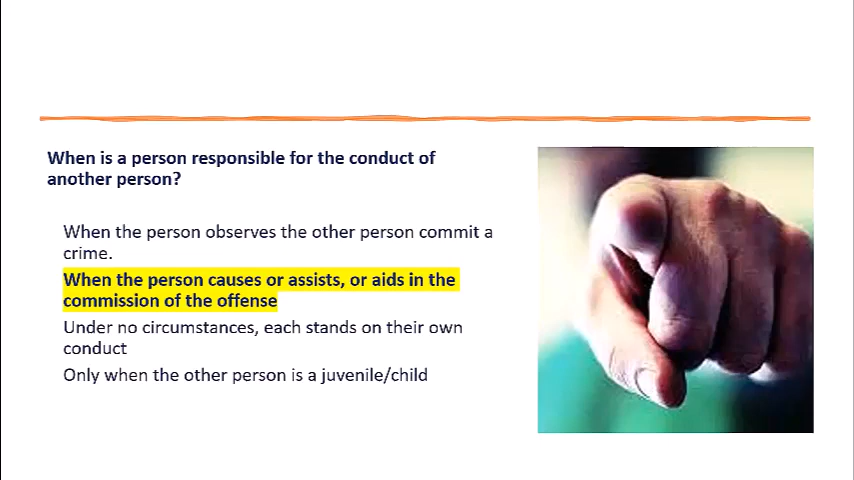 When is a person responsible for the conduct of
another person?
When the person observes the other person commit a
crime.
When the person causes or assists, or aids in the
commission of the offense
Under no circumstances, each stands on their own
conduct
Only when the other person is a juvenile/child